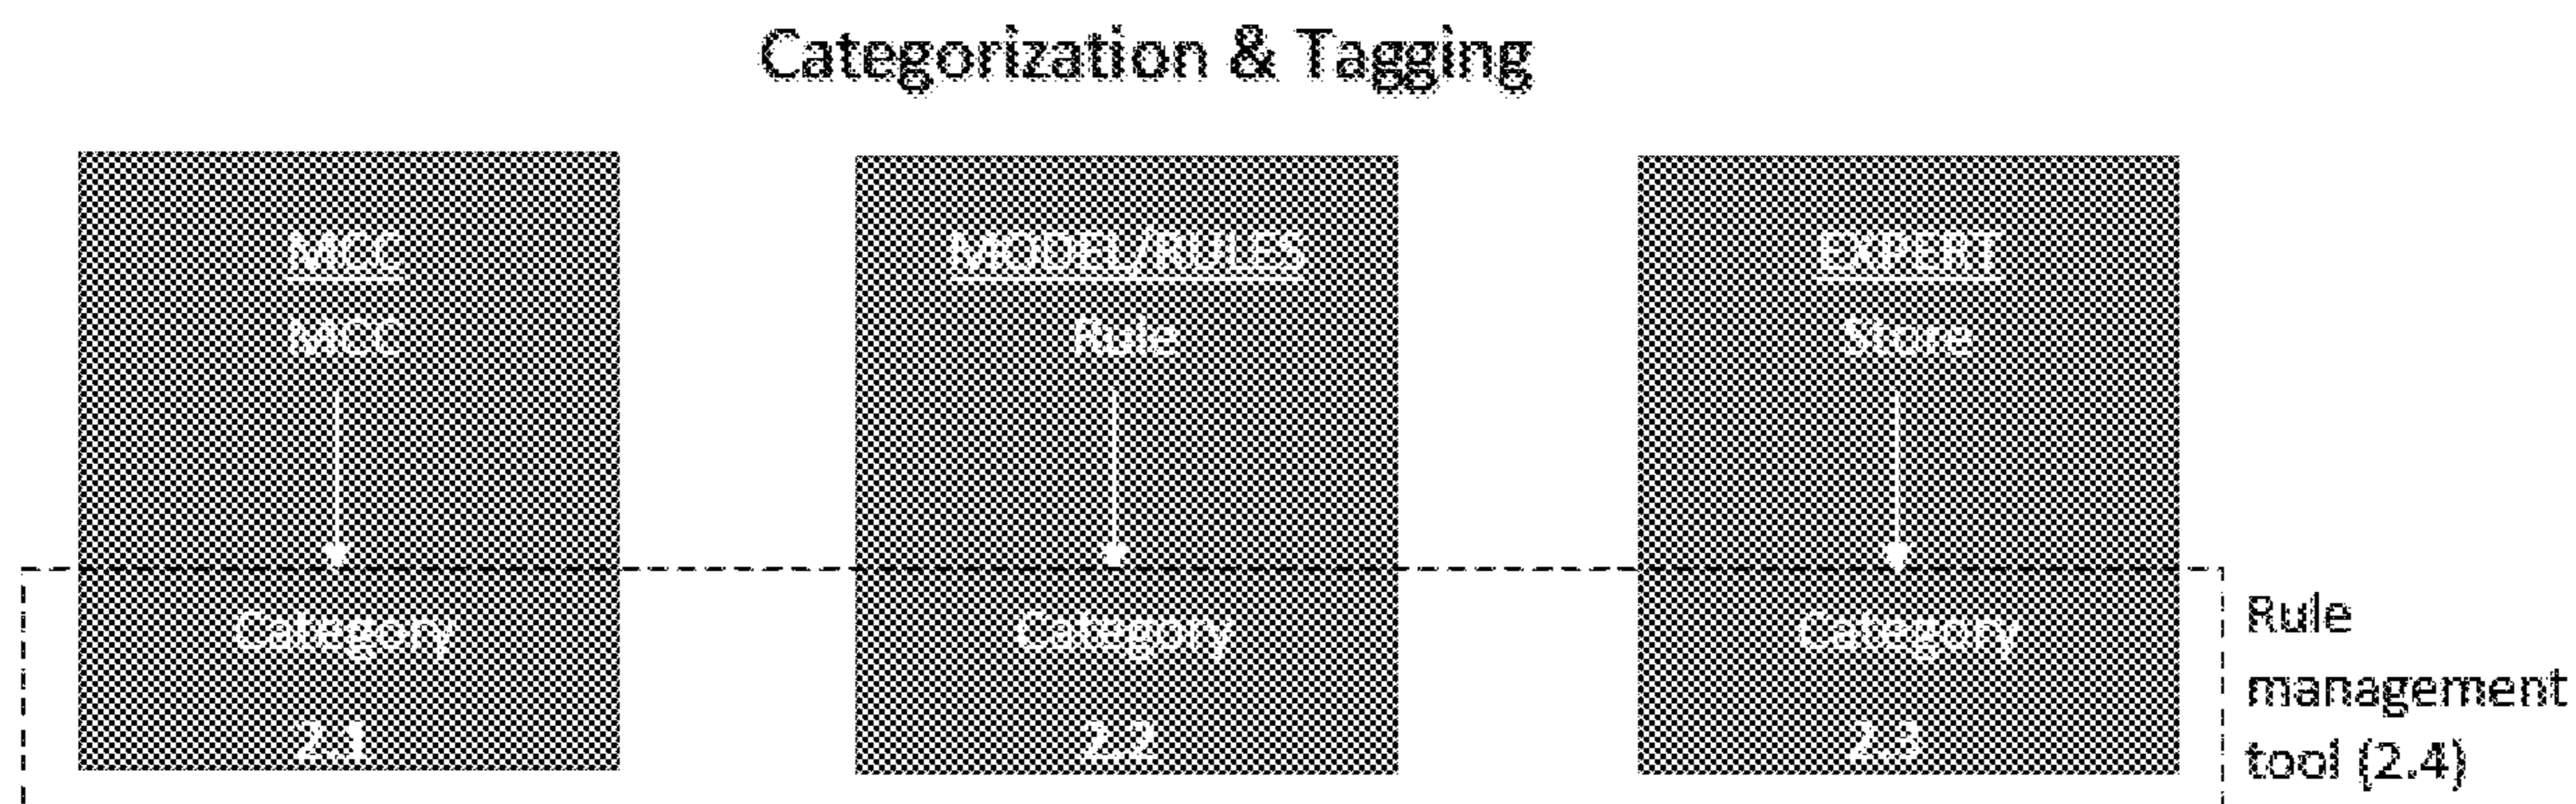 Categorization & Tagging
MCC
MCC
Category
2.1
MODEL/RULES
Rule
Category
2.2
EXPERT
Store
Category
2.3
Rule
management
tool (2.4)